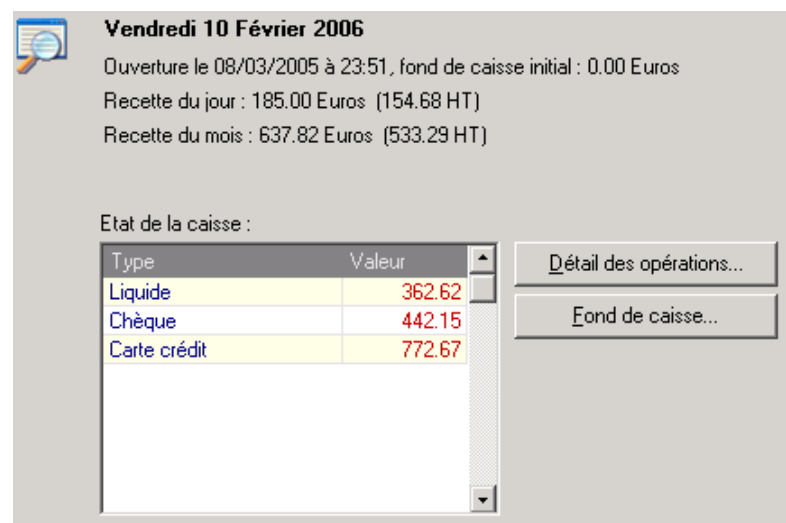 Vendredi 10 Février 2006
Ouverture le 08/03/2005 à 23:51, fond de caisse initial : 0.00 Euros
Recette du jour : 185.00 Euros (154.68 HT)
Recette du mois : 637.82 Euros (533.29 HT)
Etat de la caisse :
Type Valeur
Liquide 362.62
Chèque 442.15
Carte crédit 772.67
Détail des opérations...
Fond de caisse...